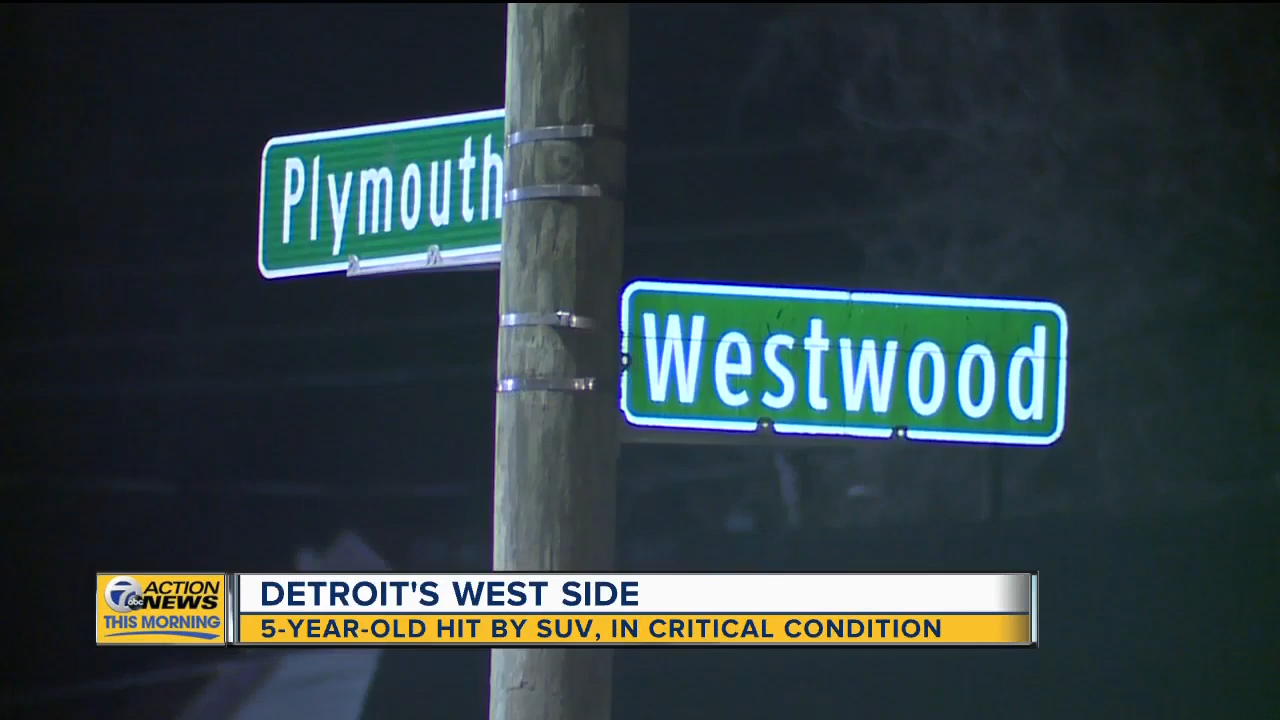 Plymouth
Westwood
7 abc ACTION NEWS
THIS MORNING
DETROIT'S WEST SIDE
5-YEAR-OLD HIT BY SUV, IN CRITICAL CONDITION